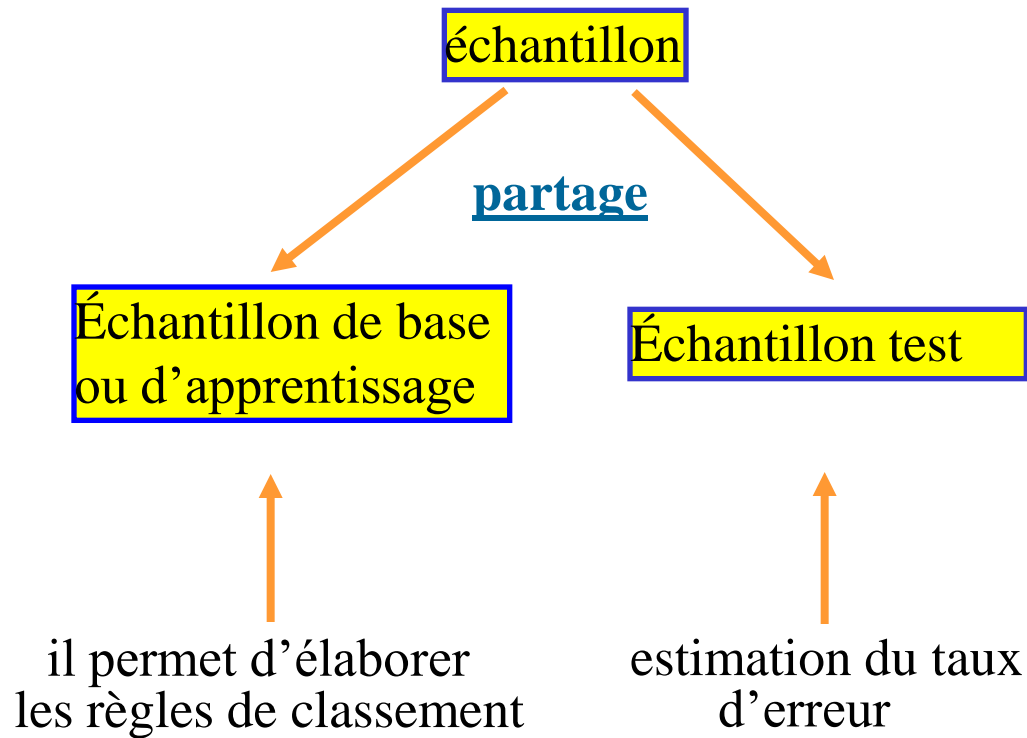 échantillon
partage
Échantillon de base
ou d’apprentissage
Échantillon test
il permet d’élaborer
les règles de classement
estimation du taux
d’erreur